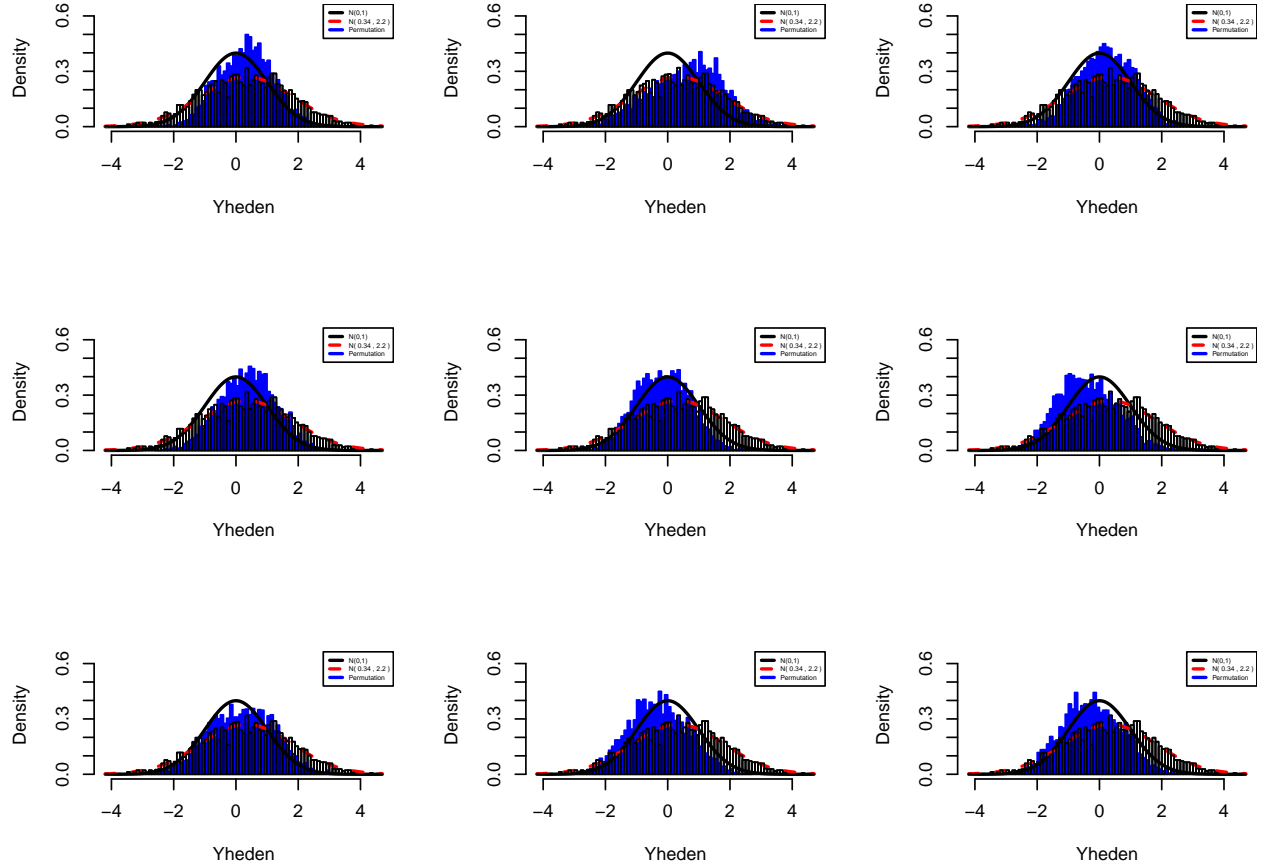 0.6
N(0,1)
N( 0.34 , 2.2 )
Permutation
Density
0.3
0.0
−4 −2 0 2 4
Yheden
0.6
N(0,1)
N( 0.34 , 2.2 )
Permutation
Density
0.3
0.0
−4 −2 0 2 4
Yheden
0.6
N(0,1)
N( 0.34 , 2.2 )
Permutation
Density
0.3
0.0
−4 −2 0 2 4
Yheden
0.6
N(0,1)
N( 0.34 , 2.2 )
Permutation
Density
0.3
0.0
−4 −2 0 2 4
Yheden
0.6
N(0,1)
N( 0.34 , 2.2 )
Permutation
Density
0.3
0.0
−4 −2 0 2 4
Yheden
0.6
N(0,1)
N( 0.34 , 2.2 )
Permutation
Density
0.3
0.0
−4 −2 0 2 4
Yheden
0.6
N(0,1)
N( 0.34 , 2.2 )
Permutation
Density
0.3
0.0
−4 −2 0 2 4
Yheden
0.6
N(0,1)
N( 0.34 , 2.2 )
Permutation
Density
0.3
0.0
−4 −2 0 2 4
Yheden
0.6
N(0,1)
N( 0.34 , 2.2 )
Permutation
Density
0.3
0.0
−4 −2 0 2 4
Yheden